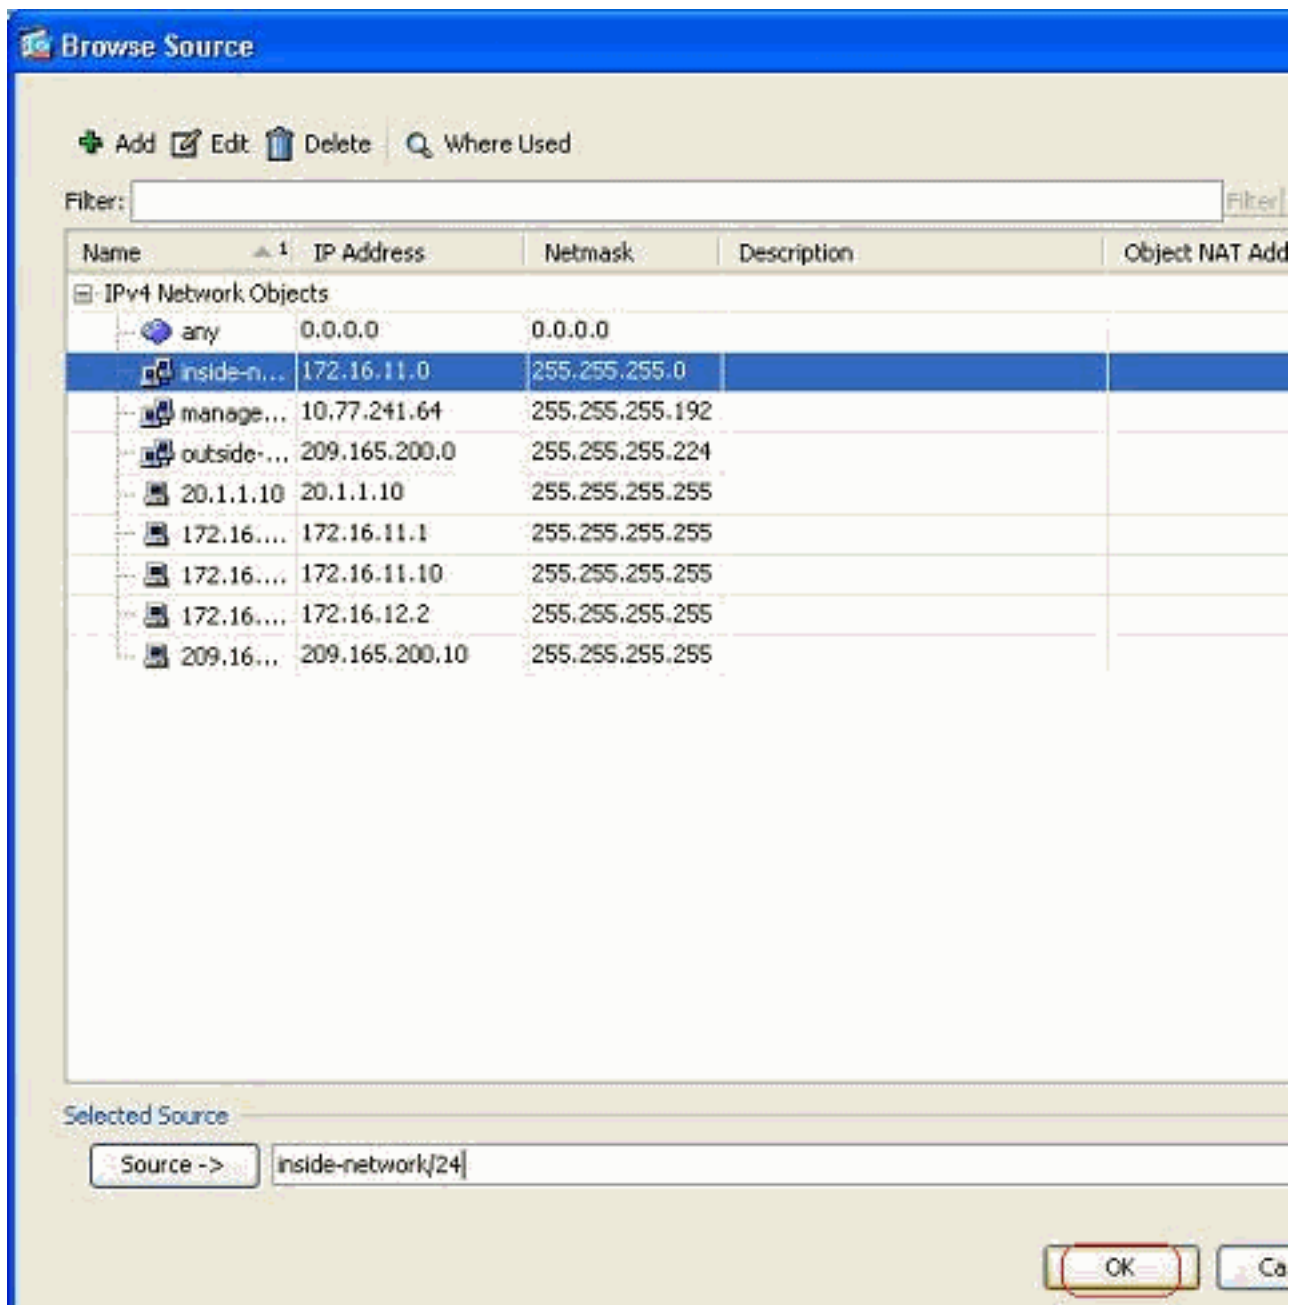 Browse Source
Add Edit Delete Where Used
Filter: Filter
Name 1 IP Address Netmask Description Object NAT Add
IPv4 Network Objects
any 0.0.0.0 0.0.0.0
inside-n... 172.16.11.0 255.255.255.0
manage... 10.77.241.64 255.255.255.192
outside-... 209.165.200.0 255.255.255.224
20.1.1.10 20.1.1.10 255.255.255.255
172.16.... 172.16.11.1 255.255.255.255
172.16.... 172.16.11.10 255.255.255.255
172.16.... 172.16.12.2 255.255.255.255
209.16... 209.165.200.10 255.255.255.255
Selected Source
Source -> inside-network/24
OK Ca